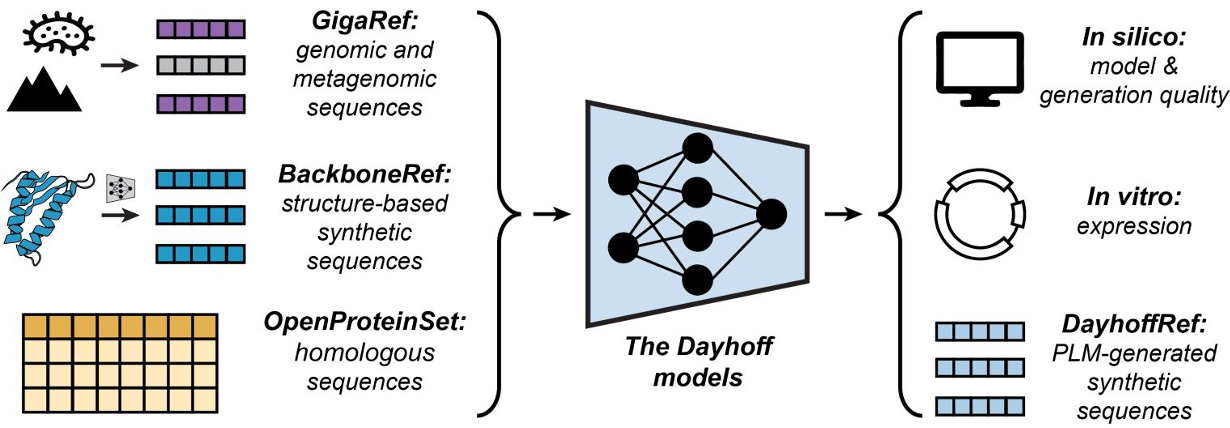 GigaRef:
genomic and
metagenomic
sequences
BackboneRef:
structure-based
synthetic
sequences
OpenProteinSet:
homologous
sequences
The Dayhoff
models
In silico:
model &
generation quality
In vitro:
expression
DayhoffRef:
PLM-generated
synthetic
sequences